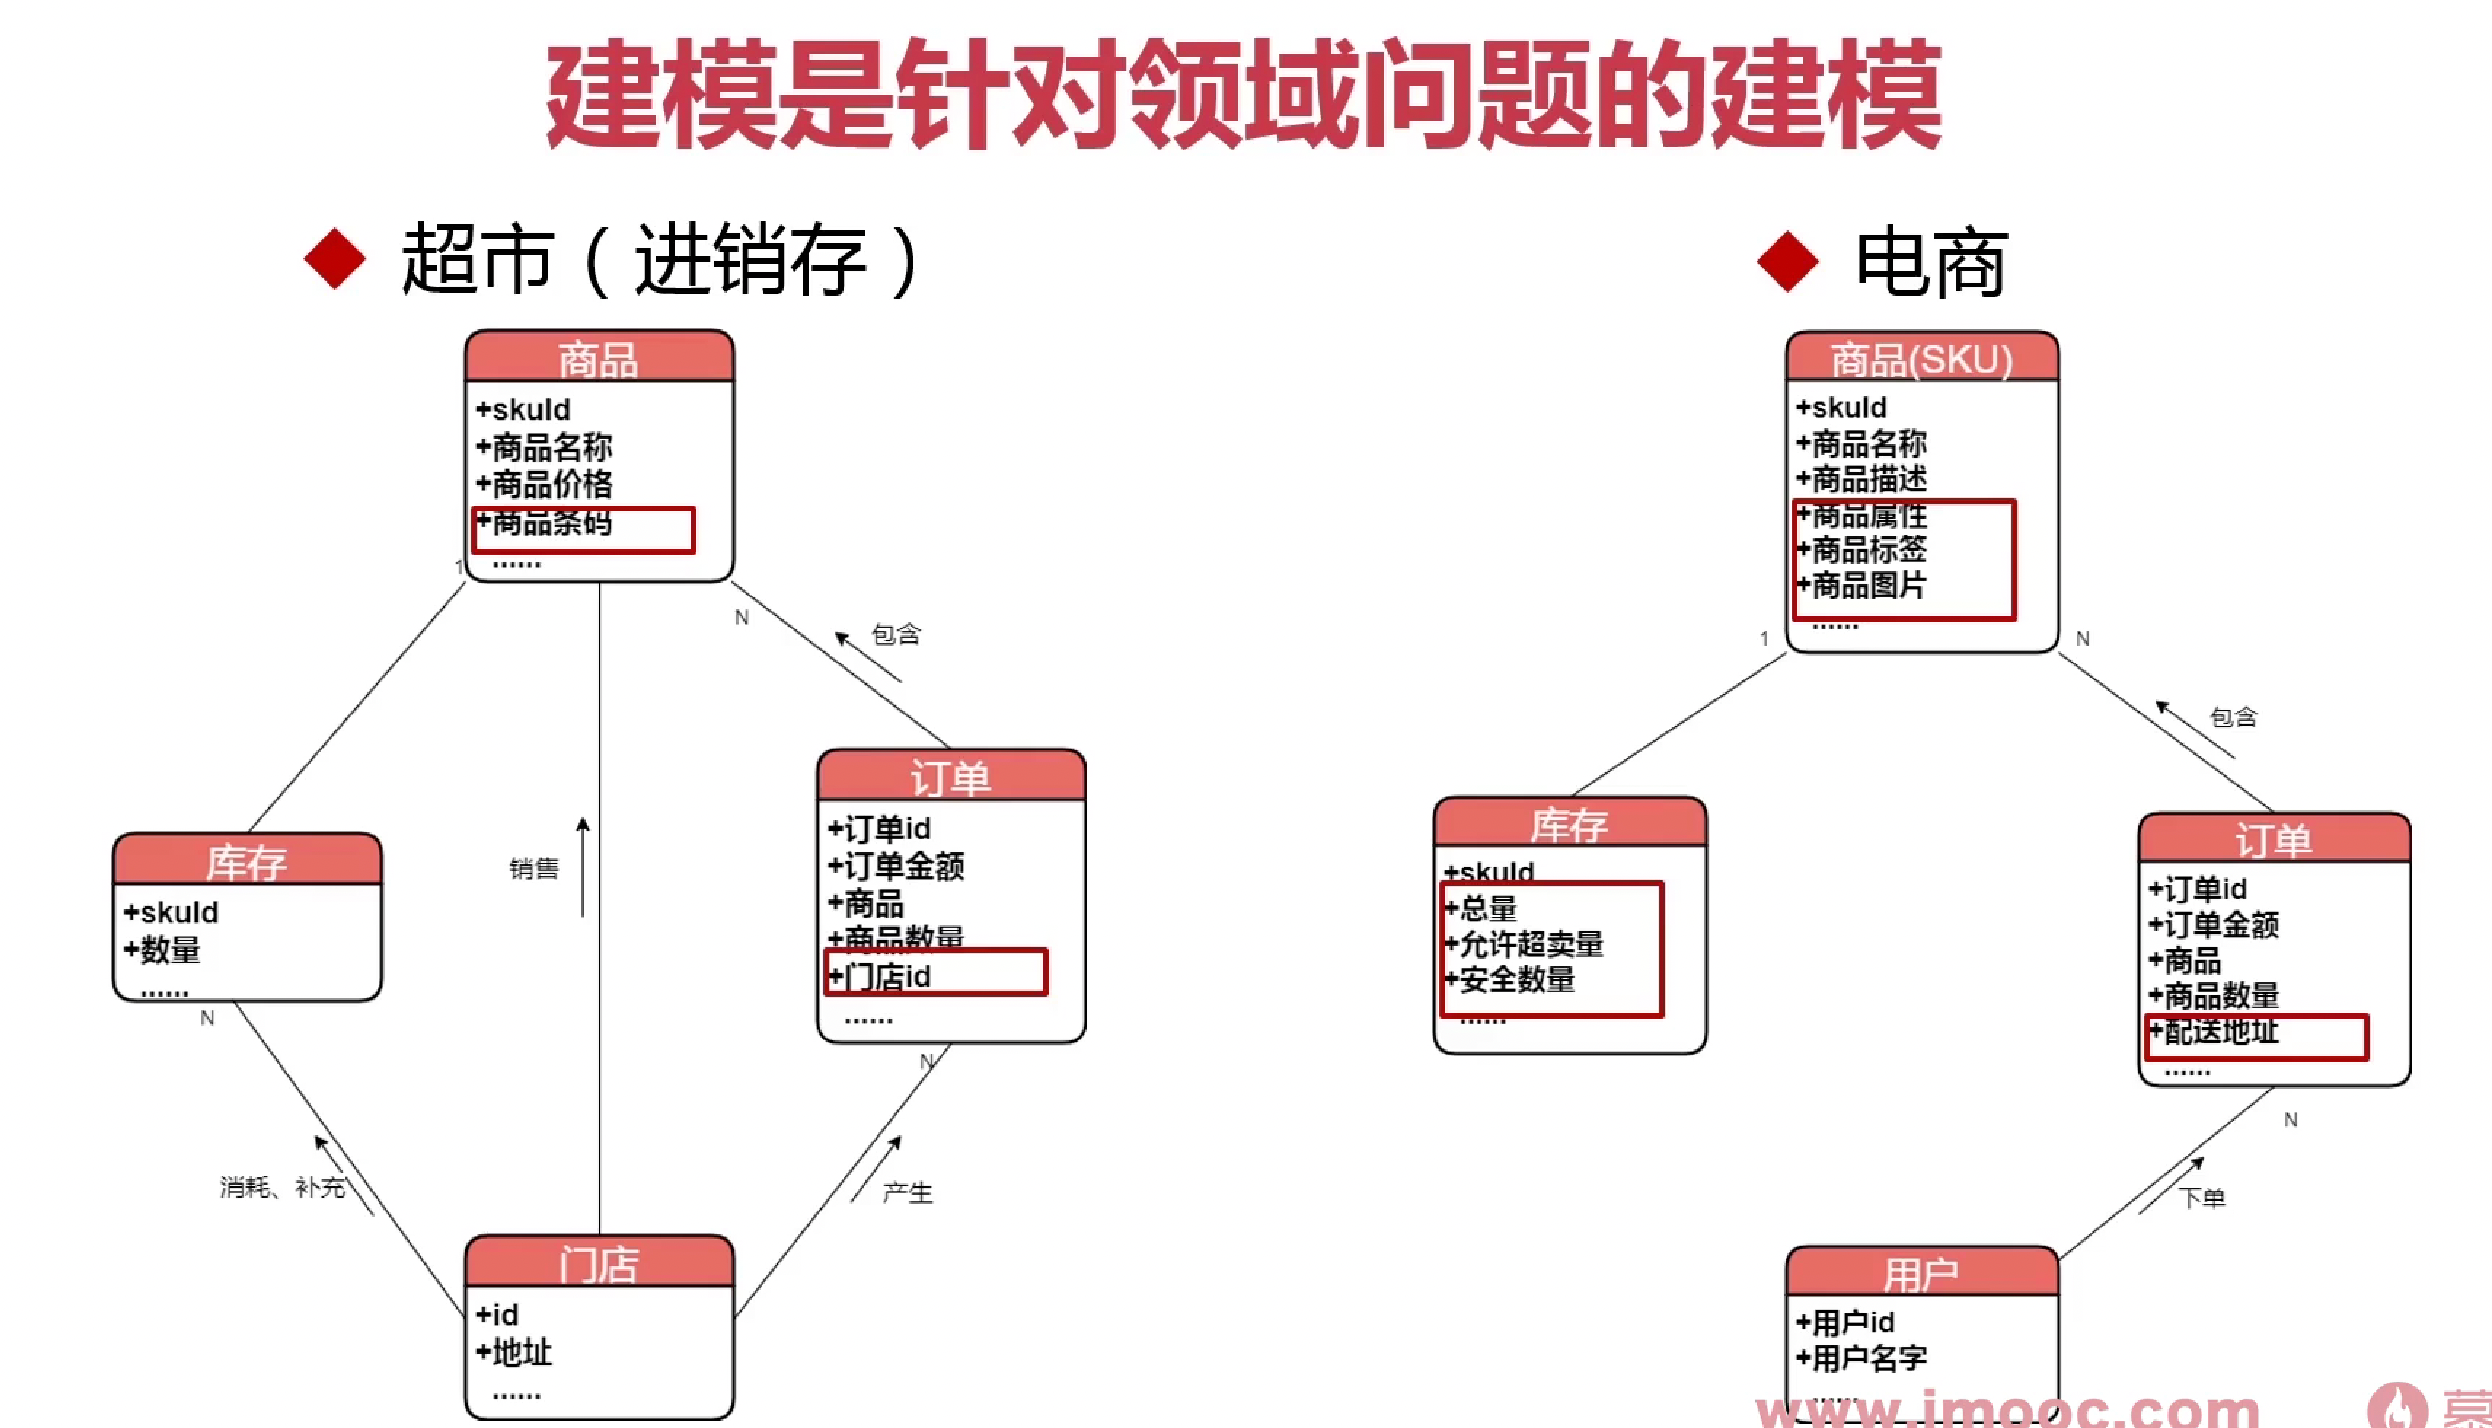 建模是针对领域问题的建模
超市（进销存）
商品
+skuId
+商品名称
+商品价格
+商品条码
......
1
N
包含
销售
库存
+skuId
+数量
......
N
订单
+订单id
+订单金额
+商品
+商品数量
+门店id
......
N
消耗、补充
产生
门店
+id
+地址
......
电商
商品(SKU)
+skuId
+商品名称
+商品描述
+商品属性
+商品标签
+商品图片
......
1
N
包含
库存
+skuId
+总量
+允许超卖量
+安全数量
......
订单
+订单id
+订单金额
+商品
+商品数量
+配送地址
......
N
下单
用户
+用户id
+用户名字
......
www.imooc.com